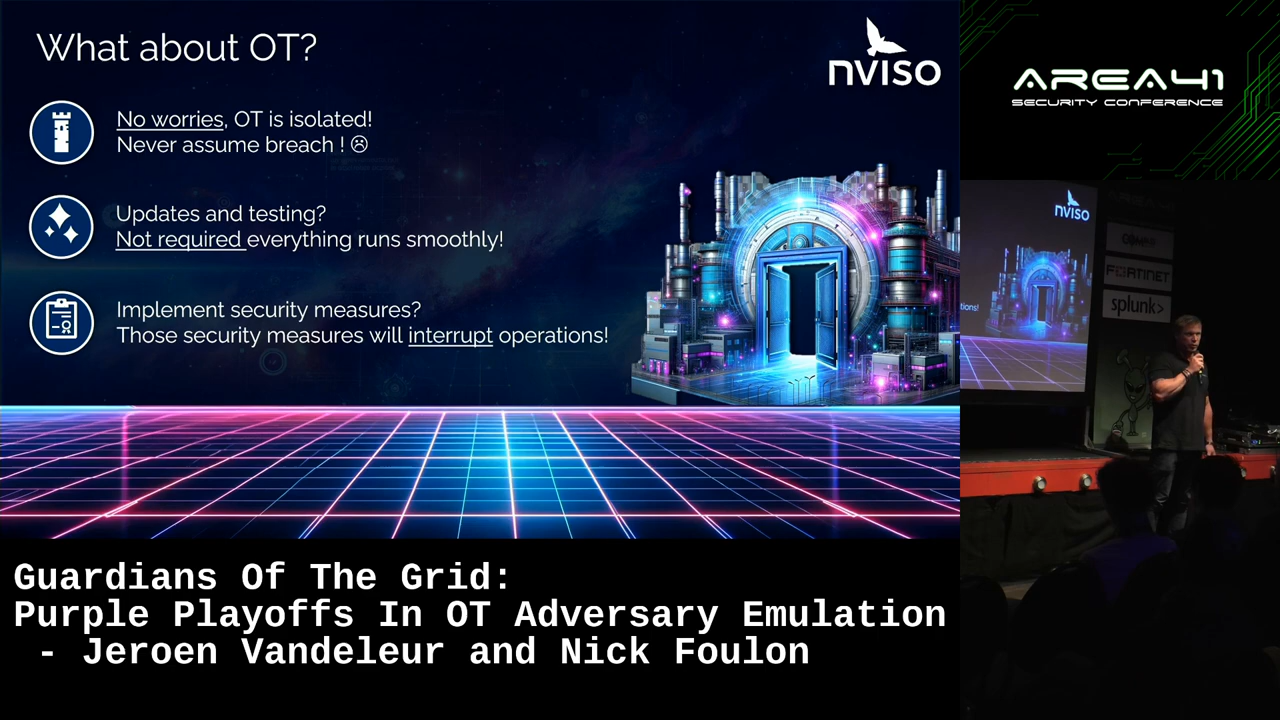 What about OT?
nviso
No worries, OT is isolated!
Never assume breach ! ☹
Updates and testing?
Not required everything runs smoothly!
Implement security measures?
Those security measures will interrupt operations!
AREA41
SECURITY CONFERENCE
nviso
FORTINET
splunk>
Guardians Of The Grid:
Purple Playoffs In OT Adversary Emulation
- Jeroen Vandeleur and Nick Foulon